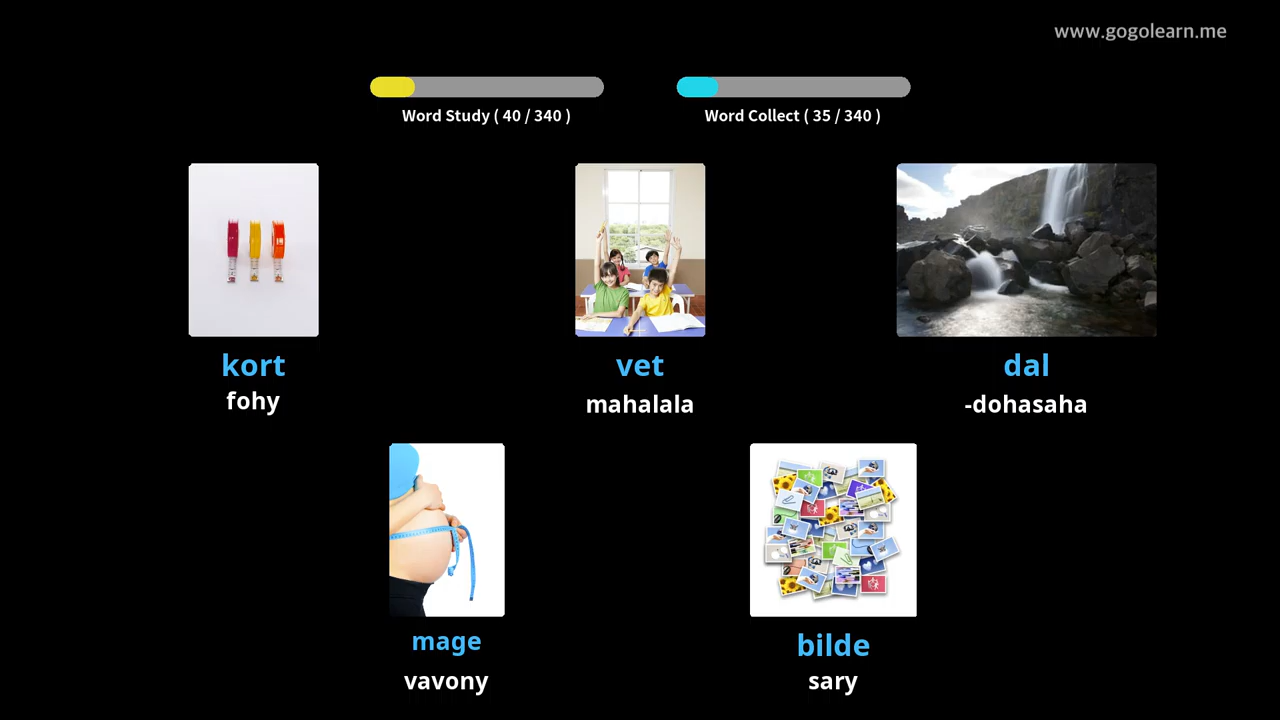 www.gogolearn.me
Word Study ( 40 / 340 )
Word Collect ( 35 / 340 )
kort
fohy
vet
mahalala
dal
-dohasaha
mage
vavony
bilde
sary